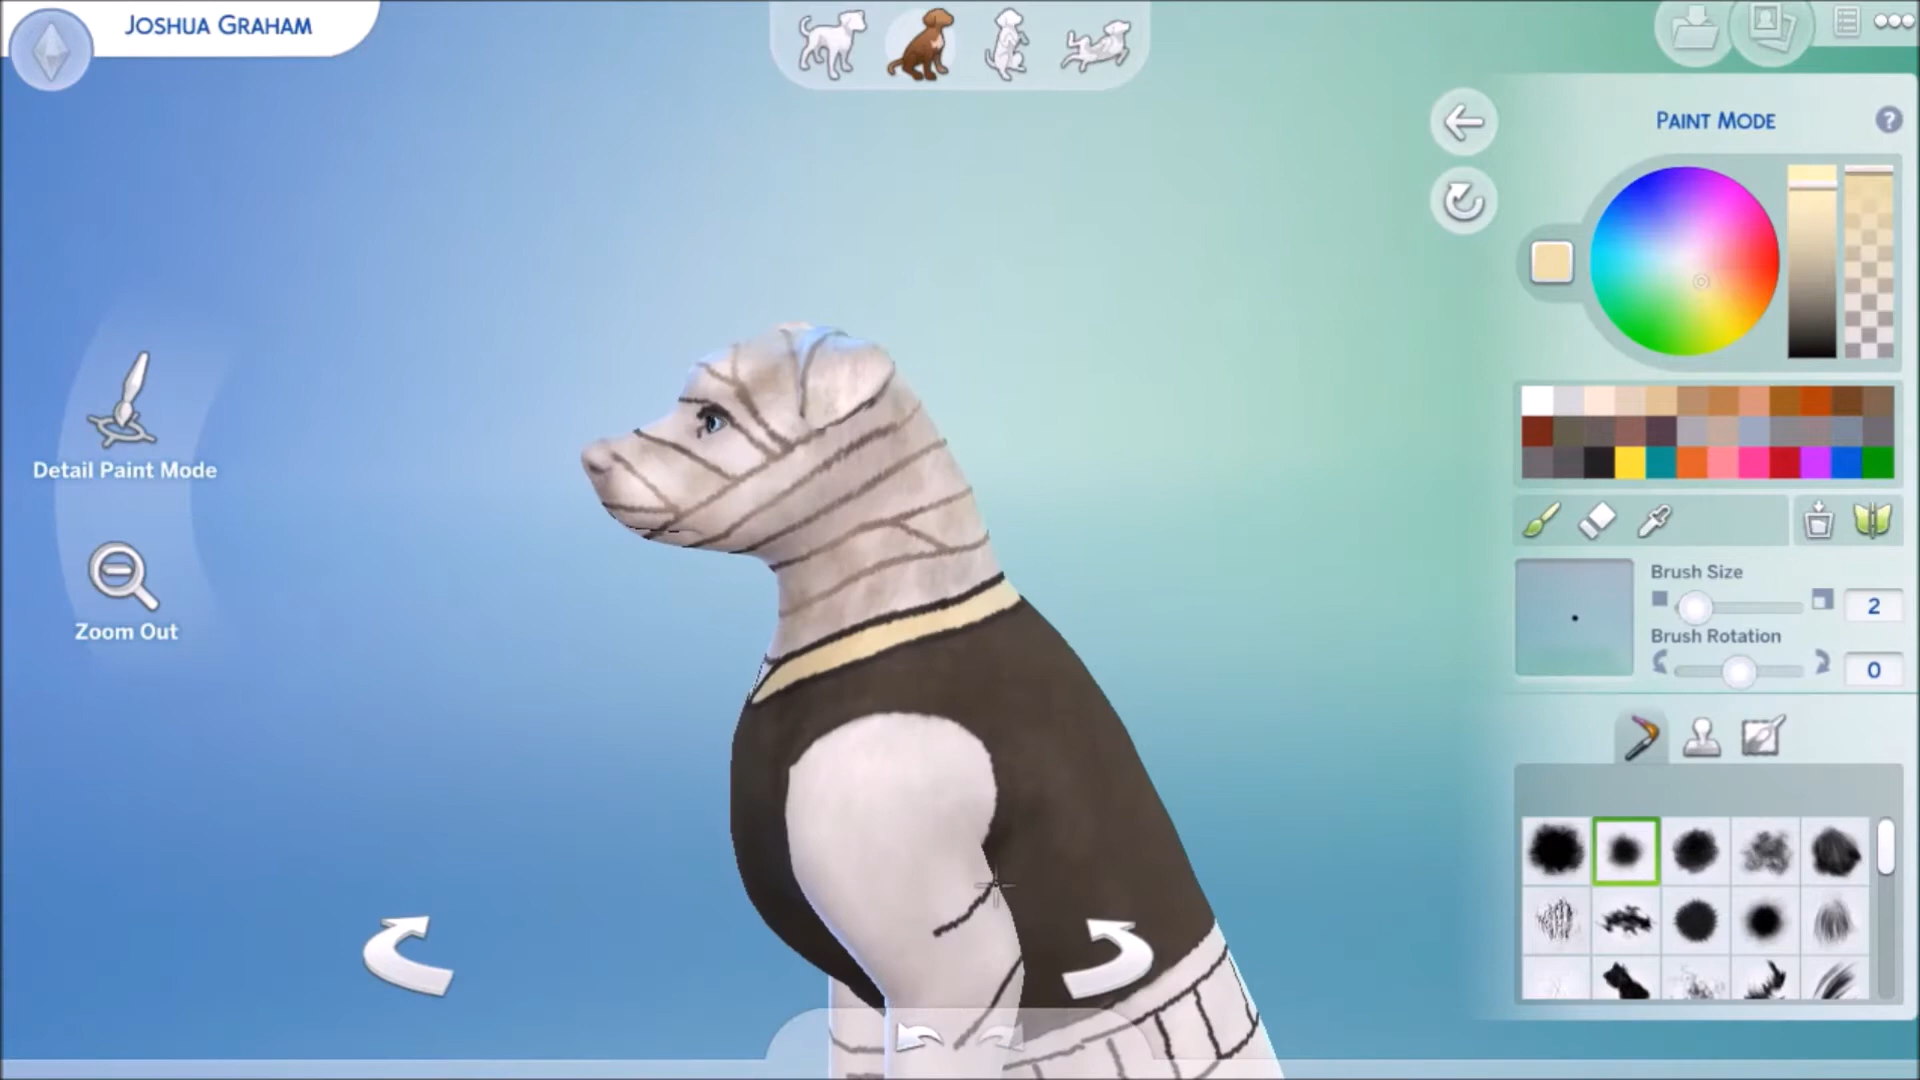 JOSHUA GRAHAM
PAINT MODE
?
Detail Paint Mode
Zoom Out
Brush Size
2
Brush Rotation
0